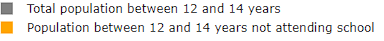 Total population between 12 and 14 years
Population between 12 and 14 years not attending school